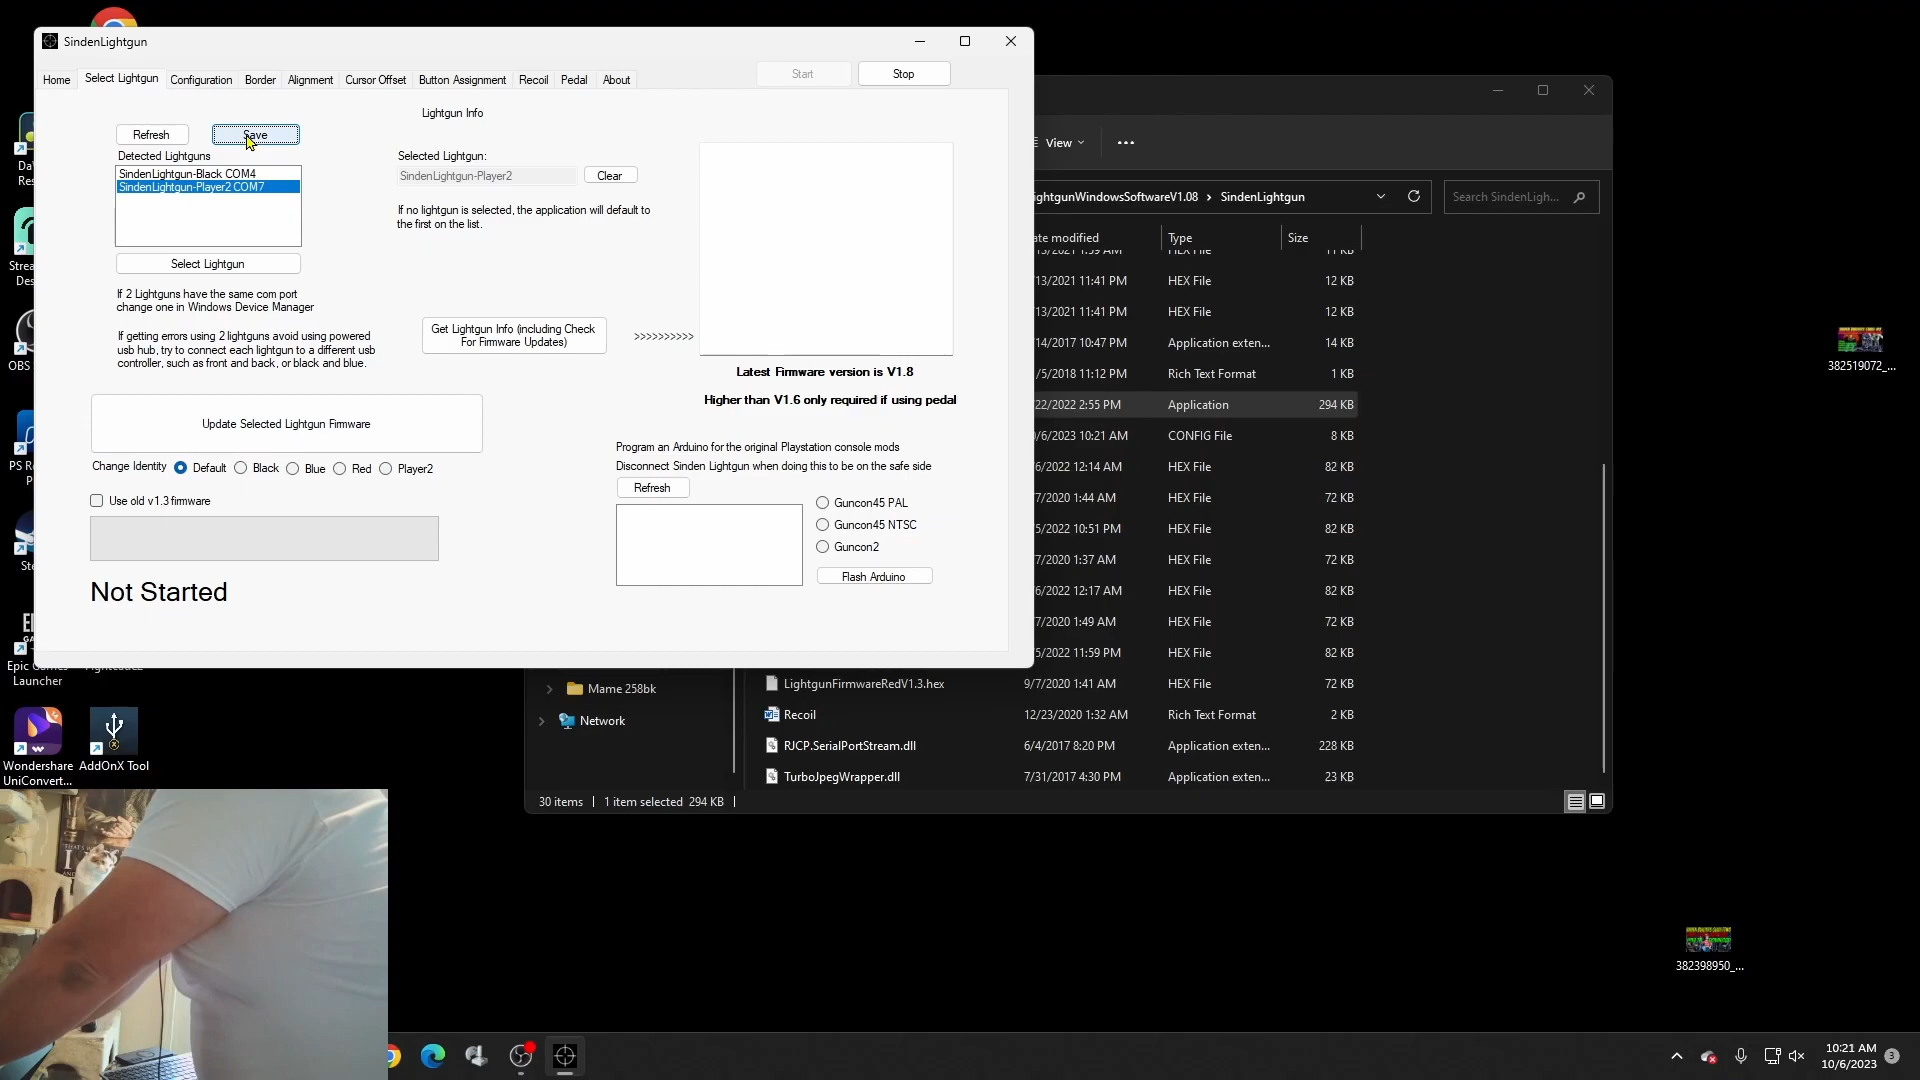 SindenLightgun
Home
Select Lightgun
Configuration
Border
Alignment
Cursor Offset
Button Assignment
Recoil
Pedal
About
Start
Stop
Lightgun Info
Refresh
Save
Detected Lightguns
SindenLightgun-Black COM4
SindenLightgun-Player2 COM7
Select Lightgun
If 2 Lightguns have the same com port
change one in Windows Device Manager
If getting errors using 2 lightguns avoid using powered
usb hub, try to connect each lightgun to a different usb
controller, such as front and back, or black and blue.
Selected Lightgun:
SindenLightgun-Player2
Clear
If no lightgun is selected, the application will default to
the first on the list.
Get Lightgun Info (including Check
For Firmware Updates)
>>>>>>>>>>
Latest Firmware version is V1.8
Higher than V1.6 only required if using pedal
Update Selected Lightgun Firmware
Change Identity
Default
Black
Blue
Red
Player2
Use old v1.3 firmware
Not Started
Program an Arduino for the original Playstation console mods
Disconnect Sinden Lightgun when doing this to be on the safe side
Refresh
Guncon45 PAL
Guncon45 NTSC
Guncon2
Flash Arduino
View
ightgunWindowsSoftwareV1.08 > SindenLightgun
Search SindenLigh...
ate modified
Type
Size
13/2021 11:41 PM HEX File 12 KB
13/2021 11:41 PM HEX File 12 KB
14/2017 10:47 PM Application exten... 14 KB
/5/2018 11:12 PM Rich Text Format 1 KB
22/2022 2:55 PM Application 294 KB
/6/2023 10:21 AM CONFIG File 8 KB
6/2022 12:14 AM HEX File 82 KB
7/2020 1:44 AM HEX File 72 KB
5/2022 10:51 PM HEX File 82 KB
7/2020 1:37 AM HEX File 72 KB
6/2022 12:17 AM HEX File 82 KB
7/2020 1:49 AM HEX File 72 KB
5/2022 11:59 PM HEX File 82 KB
LightgunFirmwareRedV1.3.hex 9/7/2020 1:41 AM HEX File 72 KB
Recoil 12/23/2020 1:32 AM Rich Text Format 2 KB
RJCP.SerialPortStream.dll 6/4/2017 8:20 PM Application exten... 228 KB
TurboJpegWrapper.dll 7/31/2017 4:30 PM Application exten... 23 KB
Mame 258bk
Network
30 items
1 item selected 294 KB
Da
Res
Strea
Des
OBS
PS R
P
Ste
Epic
Launcher
Wondershare
UniConvert...
AddOnX Tool
382519072_...
382398950_...
10:21 AM
10/6/2023
3